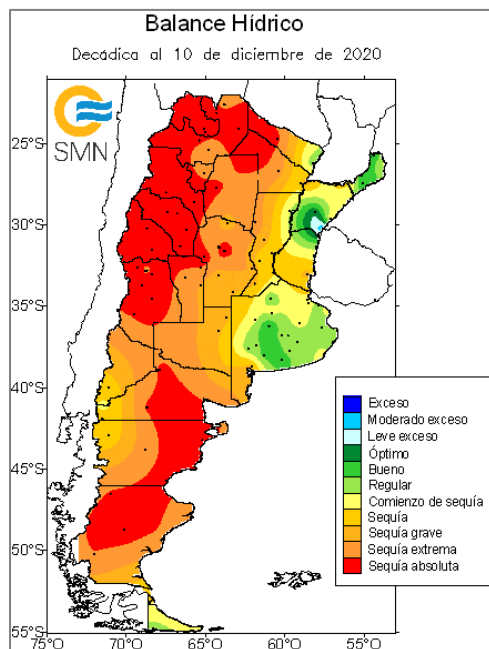 Balance Hídrico
Decádica al 10 de diciembre de 2020
SMN
25°S
30°S
35°S
40°S
45°S
50°S
55°S
75°O
70°O
65°O
60°O
55°O
Exceso
Moderado exceso
Leve exceso
Óptimo
Bueno
Regular
Comienzo de sequía
Sequía
Sequía grave
Sequía extrema
Sequía absoluta